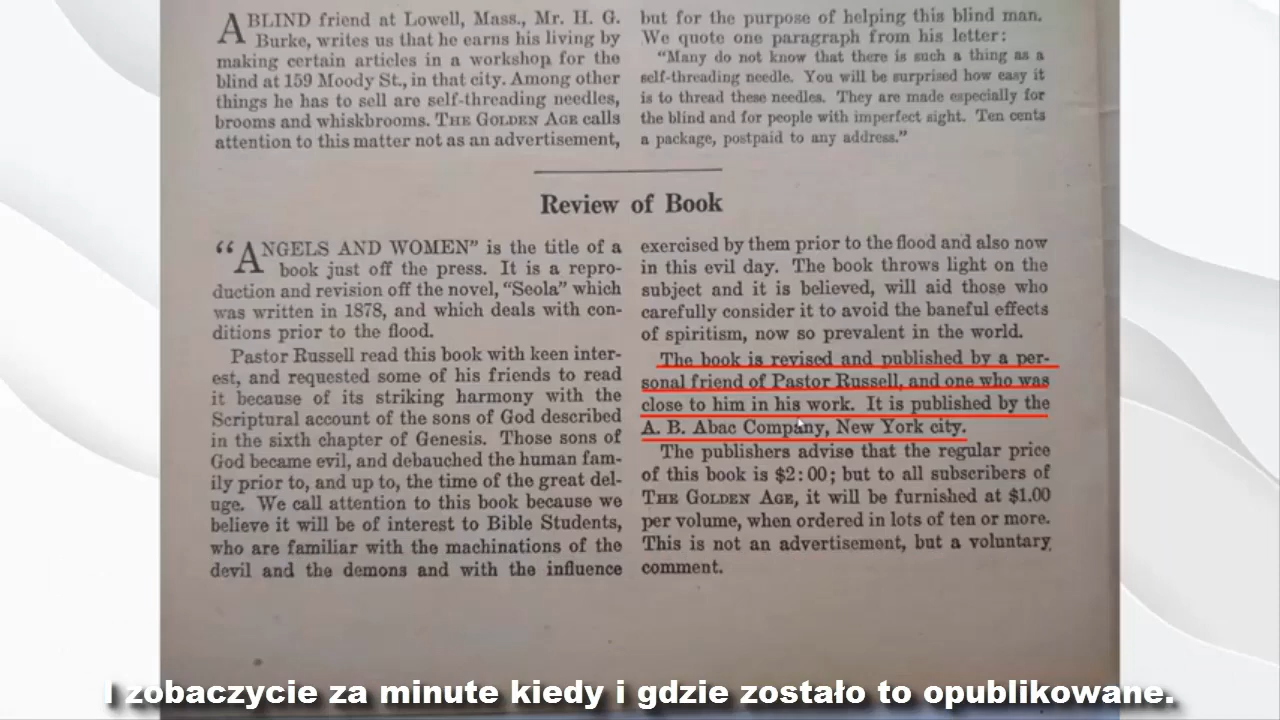 A BLIND friend at Lowell, Mass., Mr. H. G.
Burke, writes us that he earns his living by
making certain articles in a workshop for the
blind at 159 Moody St., in that city. Among other
things he has to sell are self-threading needles,
brooms and whiskbrooms. THE GOLDEN AGE calls
attention to this matter not as an advertisement,
but for the purpose of helping this blind man.
We quote one paragraph from his letter:
“Many do not know that there is such a thing as a
self-threading needle. You will be surprised how easy it
is to thread these needles. They are made especially for
the blind and for people with imperfect sight. Ten cents
a package, postpaid to any address.”
Review of Book
“ANGELS AND WOMEN” is the title of a
book just off the press. It is a repro-
duction and revision off the novel, “Seola” which
was written in 1878, and which deals with con-
ditions prior to the flood.
Pastor Russell read this book with keen inter-
est, and requested some of his friends to read
it because of its striking harmony with the
Scriptural account of the sons of God described
in the sixth chapter of Genesis. Those sons of
God became evil, and debauched the human fam-
ily prior to, and up to, the time of the great del-
uge. We call attention to this book because we
believe it will be of interest to Bible Students,
who are familiar with the machinations of the
devil and the demons and with the influence
exercised by them prior to the flood and also now
in this evil day. The book throws light on the
subject and it is believed, will aid those who
carefully consider it to avoid the baneful effects
of spiritism, now so prevalent in the world.
The book is revised and published by a per-
sonal friend of Pastor Russell, and one who was
close to him in his work. It is published by the
A. B. Abac Company, New York city.
The publishers advise that the regular price
of this book is $2:00; but to all subscribers of
THE GOLDEN AGE, it will be furnished at $1.00
per volume, when ordered in lots of ten or more.
This is not an advertisement, but a voluntary
comment.
I zobaczycie za minute kiedy i gdzie zostało to opublikowane.